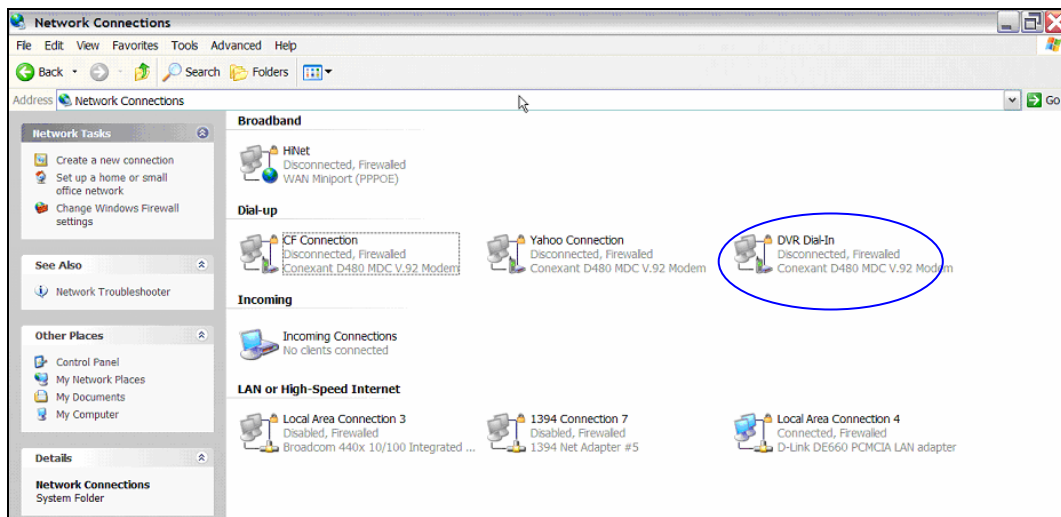 Network Connections
File Edit View Favorites Tools Advanced Help
Back Search Folders
Address Network Connections Go
Network Tasks
Create a new connection
Set up a home or small
office network
Change Windows Firewall
settings
See Also
Network Troubleshooter
Other Places
Control Panel
My Network Places
My Documents
My Computer
Details
Network Connections
System Folder
Broadband
HiNet
Disconnected, Firewalled
WAN Miniport (PPPOE)
Dial-up
CF Connection
Disconnected, Firewalled
Conexant D480 MDC V.92 Modem
Yahoo Connection
Disconnected, Firewalled
Conexant D480 MDC V.92 Modem
DVR Dial-In
Disconnected, Firewalled
Conexant D480 MDC V.92 Modem
Incoming
Incoming Connections
No clients connected
LAN or High-Speed Internet
Local Area Connection 3
Disabled, Firewalled
Broadcom 440x 10/100 Integrated ...
1394 Connection 7
Disabled, Firewalled
1394 Net Adapter #5
Local Area Connection 4
Connected, Firewalled
D-Link DE660 PCMCIA LAN adapter